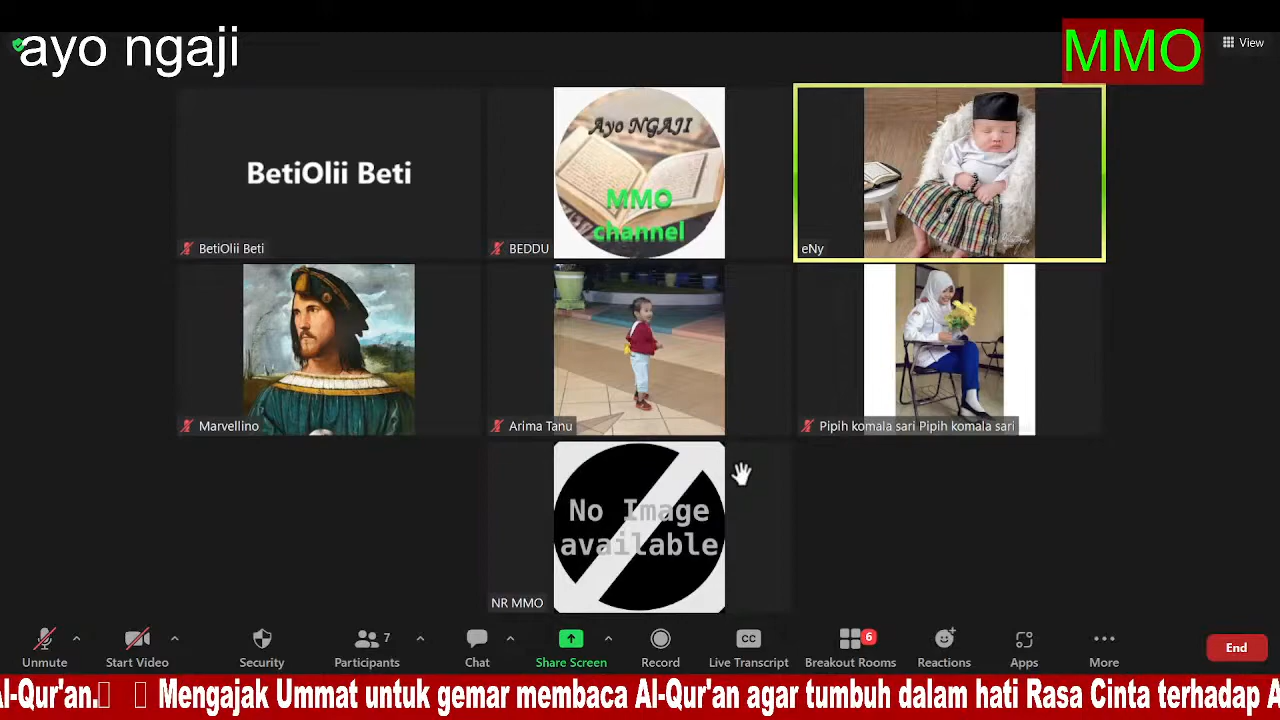 ayo ngaji
MMO
View
BetiOlii Beti
BetiOlii Beti
Ayo NGAJI
MMO
channel
BEDDU
eNy
Marvellino
Arima Tanu
Pipih komala sari Pipih komala sari
No Image
available
NR MMO
Unmute
Start Video
Security
7
Participants
Chat
Share Screen
Record
CC
Live Transcript
6
Breakout Rooms
Reactions
Apps
More
End
Al-Qur'an. Mengajak Ummat untuk gemar membaca Al-Qur'an agar tumbuh dalam hati Rasa Cinta terhadap A